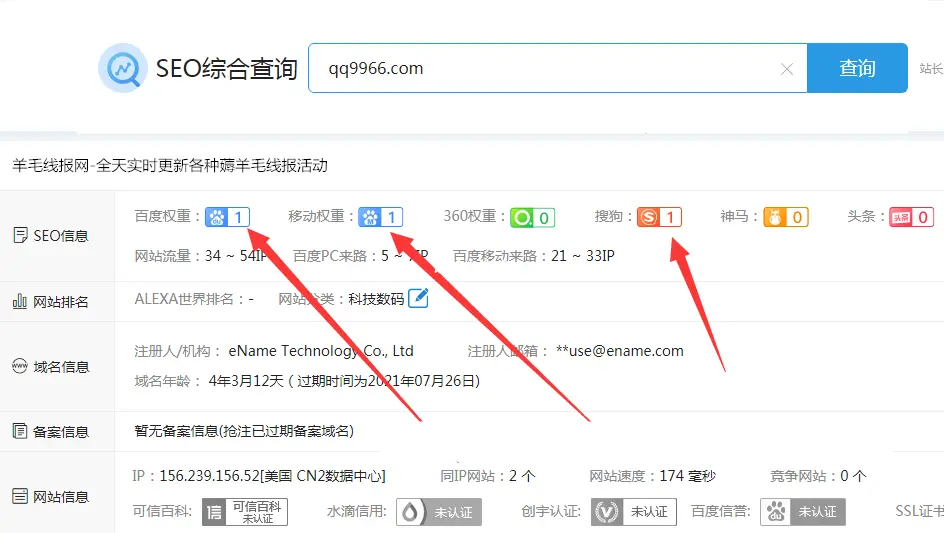 SEO综合查询 qq9966.com 查询 站长
羊毛线报网-全天实时更新各种薅羊毛线报活动
SEO信息 百度权重： 1 移动权重： 1 360权重： 0 搜狗： 1 神马： 0 头条： 头条 0
网站流量：34 ~ 54IP 百度PC来路：5 ~ 7IP 百度移动来路：21 ~ 33IP
网站排名 ALEXA世界排名：- 网站分类：科技数码
域名信息 注册人/机构： eName Technology Co., Ltd 注册人邮箱： **use@ename.com
域名年龄： 4年3月12天 ( 过期时间为2021年07月26日)
备案信息 暂无备案信息(抢注已过期备案域名)
网站信息 IP：156.239.156.52[美国 CN2数据中心] 同IP网站：2 个 网站速度：174 毫秒 竞争网站：0 个
可信百科: 信 可信百科 未认证 水滴信用: 未认证 创宇认证: 未认证 百度信誉: 未认证 SSL证书